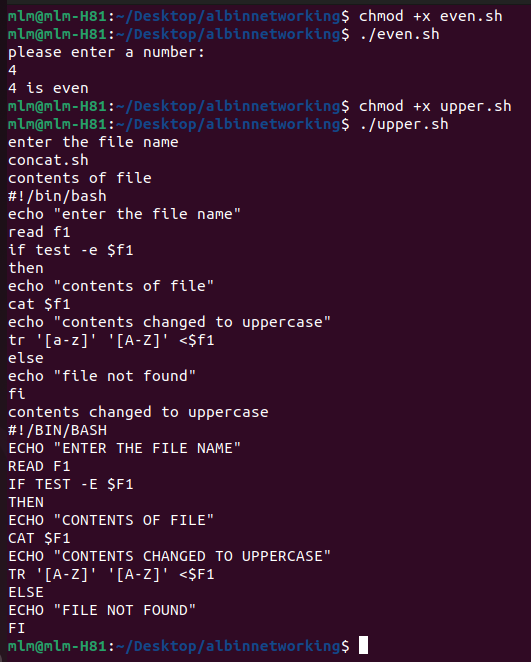 mlm@mlm-H81:~/Desktop/albinnetworking$ chmod +x even.sh
mlm@mlm-H81:~/Desktop/albinnetworking$ ./even.sh
please enter a number:
4
4 is even
mlm@mlm-H81:~/Desktop/albinnetworking$ chmod +x upper.sh
mlm@mlm-H81:~/Desktop/albinnetworking$ ./upper.sh
enter the file name
concat.sh
contents of file
#!/bin/bash
echo "enter the file name"
read f1
if test -e $f1
then
echo "contents of file"
cat $f1
echo "contents changed to uppercase"
tr '[a-z]' '[A-Z]' <$f1
else
echo "file not found"
fi
contents changed to uppercase
#!/BIN/BASH
ECHO "ENTER THE FILE NAME"
READ F1
IF TEST -E $F1
THEN
ECHO "CONTENTS OF FILE"
CAT $F1
ECHO "CONTENTS CHANGED TO UPPERCASE"
TR '[A-Z]' '[A-Z]' <$F1
ELSE
ECHO "FILE NOT FOUND"
FI
mlm@mlm-H81:~/Desktop/albinnetworking$